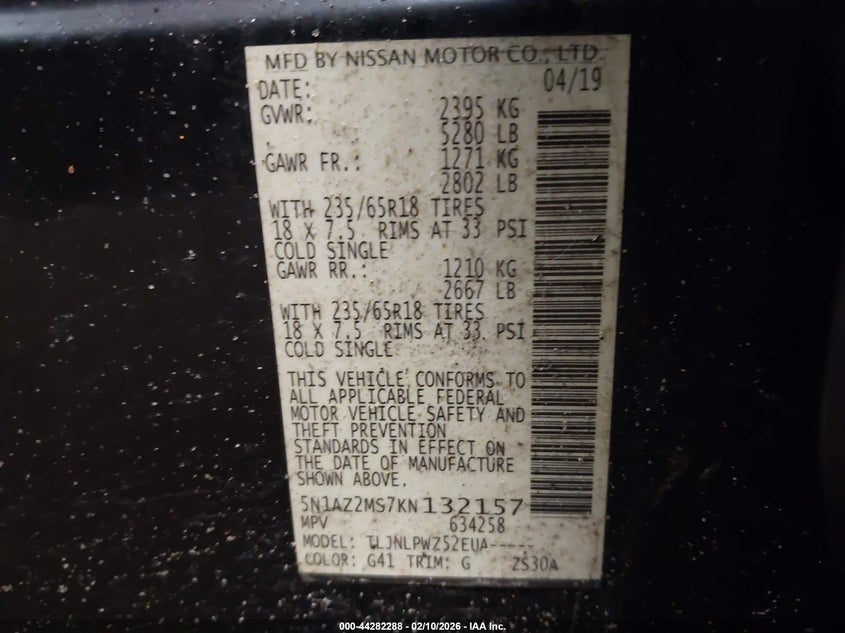 MFD BY NISSAN MOTOR CO., LTD.
DATE: 04/19
GVWR: 2395 KG
5280 LB
GAWR FR.: 1271 KG
2802 LB
WITH 235/65R18 TIRES
18 X 7.5 RIMS AT 33 PSI
COLD SINGLE
GAWR RR.: 1210 KG
2667 LB
WITH 235/65R18 TIRES
18 X 7.5 RIMS AT 33 PSI
COLD SINGLE
THIS VEHICLE CONFORMS TO
ALL APPLICABLE FEDERAL
MOTOR VEHICLE SAFETY AND
THEFT PREVENTION
STANDARDS IN EFFECT ON
THE DATE OF MANUFACTURE
SHOWN ABOVE.
5N1AZ2MS7KN132157
MPV 634258
MODEL: TLJNLPWZ52EUA-----
COLOR: G41 TRIM: G ZS30A
000-44282288 - 02/10/2026 - IAA Inc.